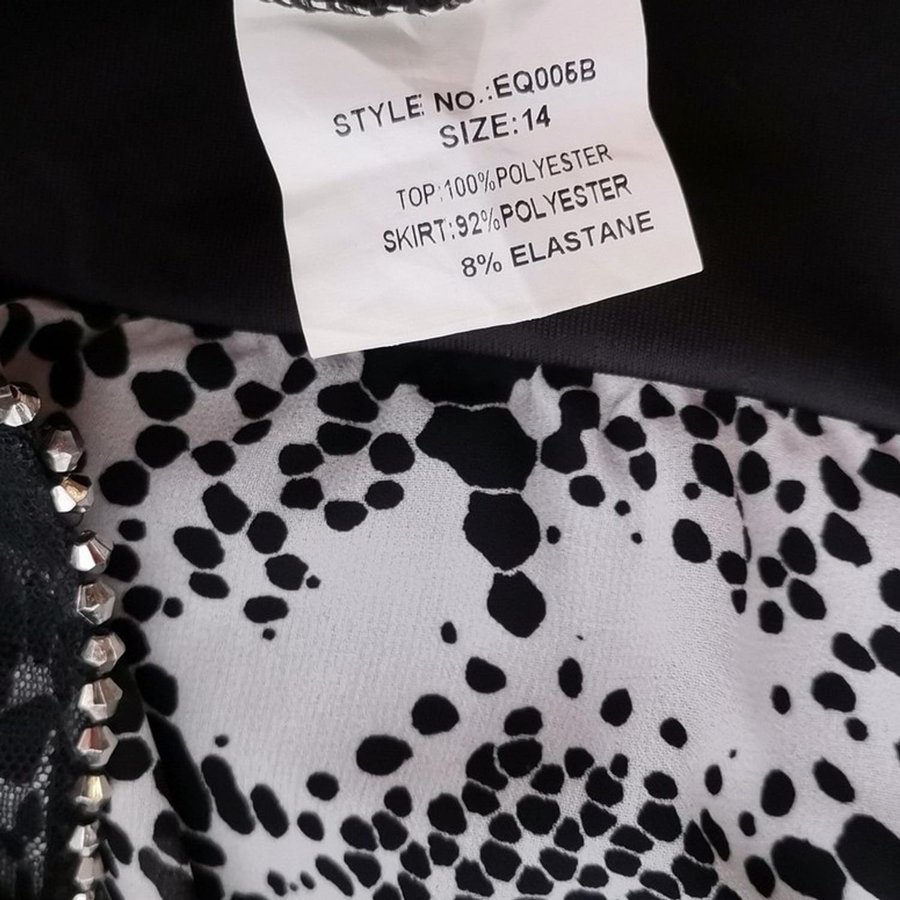 STYLE NO.:EQ005B
SIZE:14
TOP:100%POLYESTER
SKIRT:92%POLYESTER
8% ELASTANE